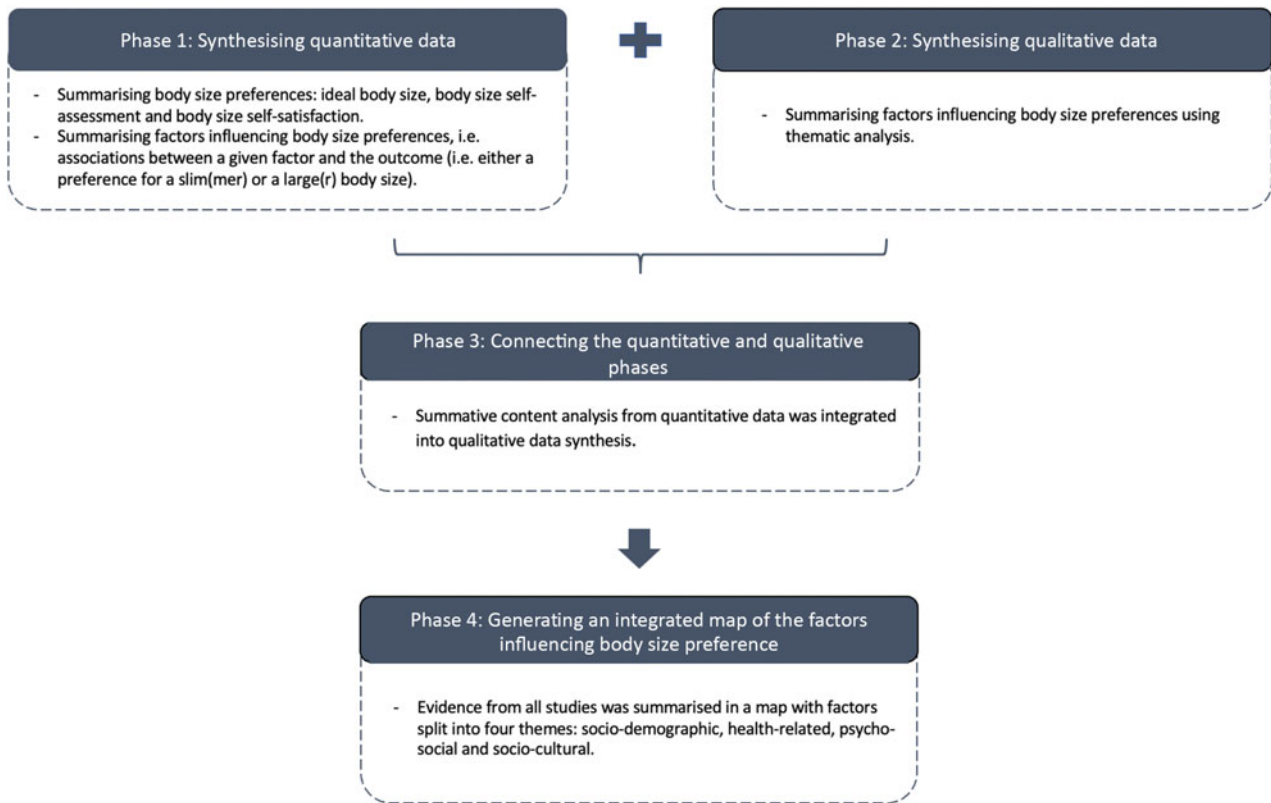 Phase 1: Synthesising quantitative data
- Summarising body size preferences: ideal body size, body size self-
assessment and body size self-satisfaction.
- Summarising factors influencing body size preferences, i.e.
associations between a given factor and the outcome (i.e. either a
preference for a slim(mer) or a large(r) body size).
Phase 2: Synthesising qualitative data
- Summarising factors influencing body size preferences using
thematic analysis.
Phase 3: Connecting the quantitative and qualitative
phases
- Summative content analysis from quantitative data was integrated
into qualitative data synthesis.
Phase 4: Generating an integrated map of the factors
influencing body size preference
- Evidence from all studies was summarised in a map with factors
split into four themes: socio-demographic, health-related, psycho-
social and socio-cultural.